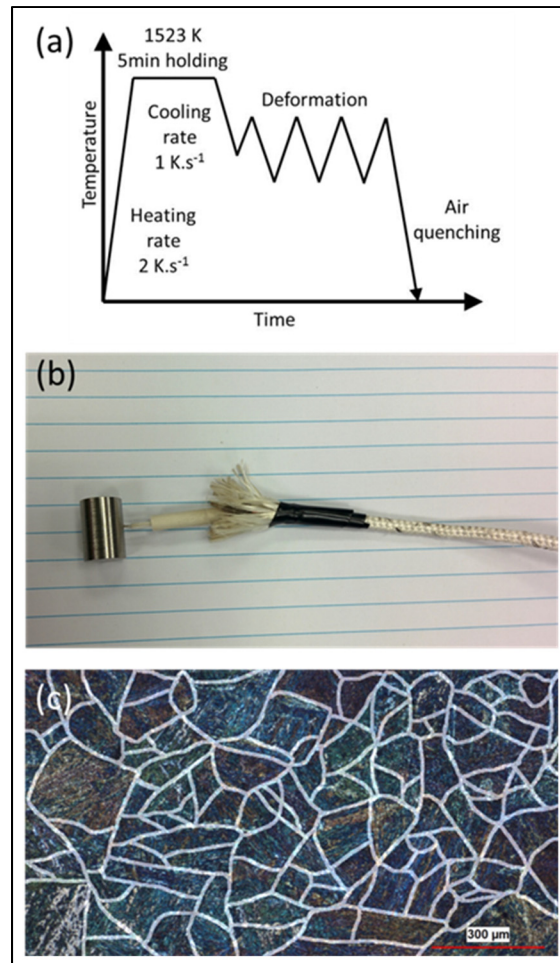 (a)
1523 K
5min holding
Deformation
Cooling
rate
1 K.s⁻¹
Temperature
Heating
rate
2 K.s⁻¹
Air
quenching
Time
(b)
(c)
300 µm